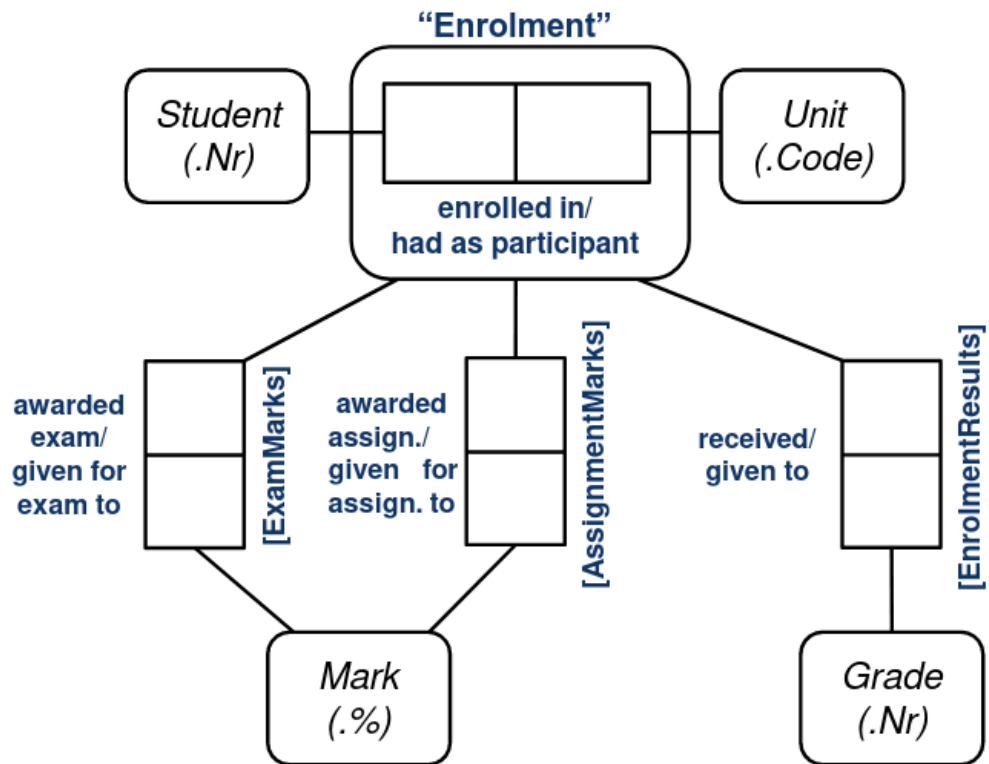 “Enrolment”
Student
(.Nr)
Unit
(.Code)
enrolled in/
had as participant
awarded
exam/
given for
exam to
[ExamMarks]
awarded
assign./
given for
assign. to
[AssignmentMarks]
received/
given to
[EnrolmentResults]
Mark
(.%)
Grade
(.Nr)